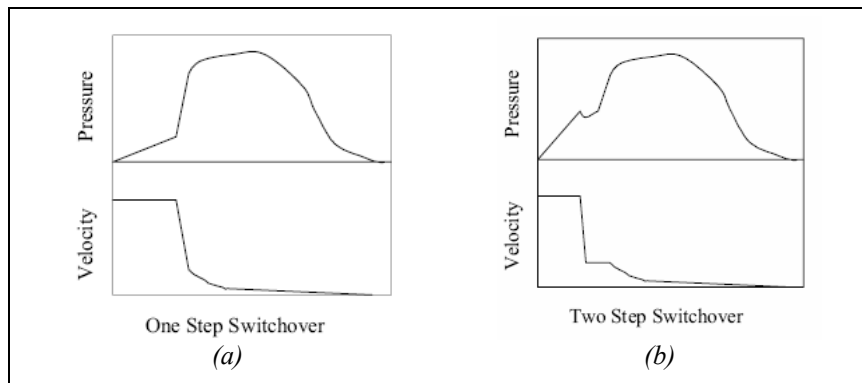 Pressure
Velocity
One Step Switchover
(a)
Pressure
Velocity
Two Step Switchover
(b)